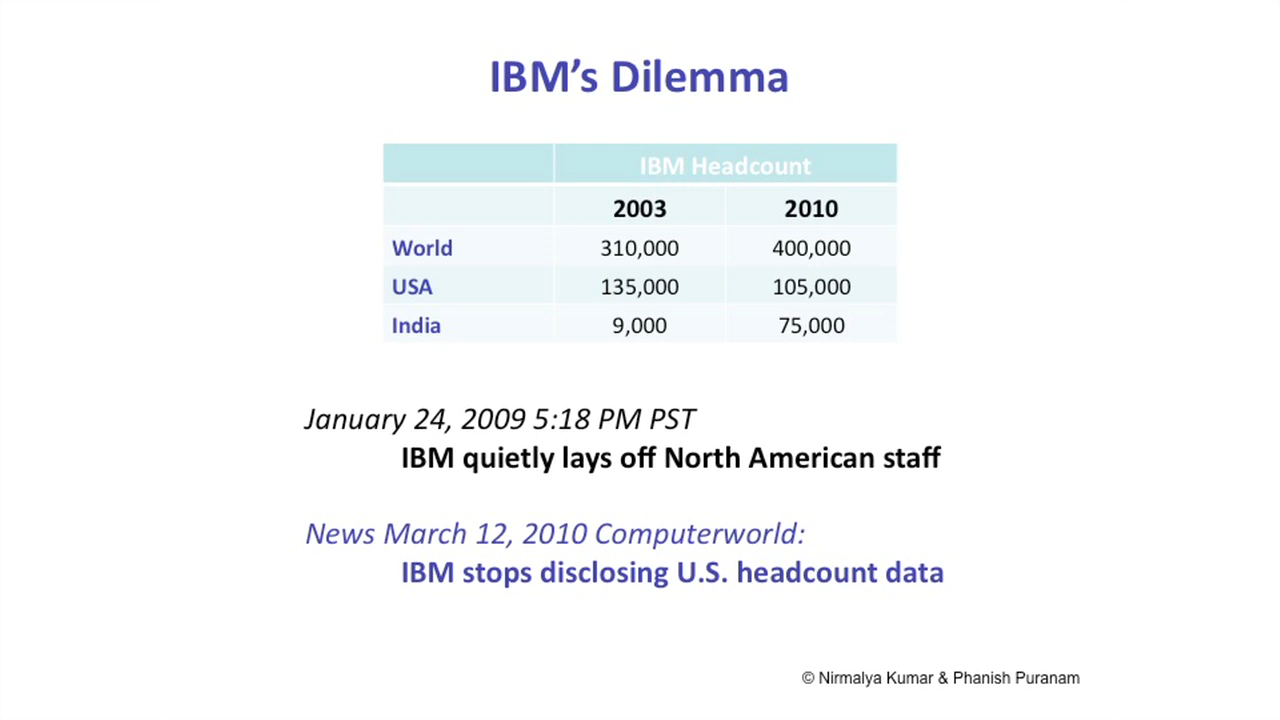 IBM’s Dilemma
IBM Headcount
2003 2010
World 310,000 400,000
USA 135,000 105,000
India 9,000 75,000
January 24, 2009 5:18 PM PST
IBM quietly lays off North American staff
News March 12, 2010 Computerworld:
IBM stops disclosing U.S. headcount data
© Nirmalya Kumar & Phanish Puranam